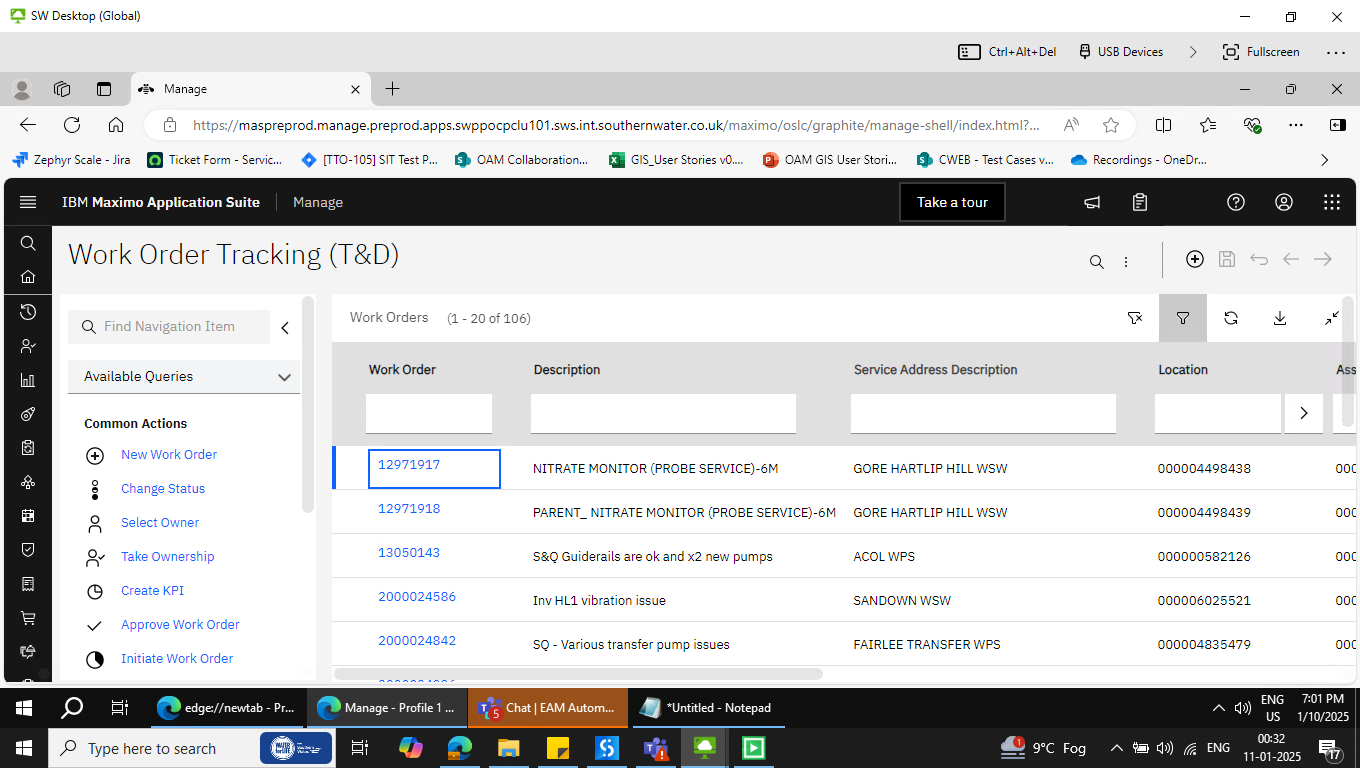 SW Desktop (Global)
Ctrl+Alt+Del USB Devices Fullscreen
Manage
https://maspreprod.manage.preprod.apps.swppocpclu101.sws.int.southernwater.co.uk/maximo/oslc/graphite/manage-shell/index.html?...
Zephyr Scale - Jira Ticket Form - Servic... [TTO-105] SIT Test P... OAM Collaboration... GIS_User Stories v0.... OAM GIS User Stori... CWEB - Test Cases v... Recordings - OneDr...
IBM Maximo Application Suite Manage Take a tour
Work Order Tracking (T&D)
Find Navigation Item
Available Queries
Common Actions
New Work Order
Change Status
Select Owner
Take Ownership
Create KPI
Approve Work Order
Initiate Work Order
Work Orders (1 - 20 of 106)
Work Order Description Service Address Description Location Ass
12971917 NITRATE MONITOR (PROBE SERVICE)-6M GORE HARTLIP HILL WSW 000004498438 000
12971918 PARENT_ NITRATE MONITOR (PROBE SERVICE)-6M GORE HARTLIP HILL WSW 000004498439 000
13050143 S&Q Guiderails are ok and x2 new pumps ACOL WPS 000000582126 000
2000024586 Inv HL1 vibration issue SANDOWN WSW 000006025521 000
2000024842 SQ - Various transfer pump issues FAIRLEE TRANSFER WPS 000004835479 000
edge://newtab - Pr... Manage - Profile 1 ... 5 Chat | EAM Autom... *Untitled - Notepad ENG US 7:01 PM 1/10/2025
Type here to search 1 9°C Fog ENG 00:32 11-01-2025 17